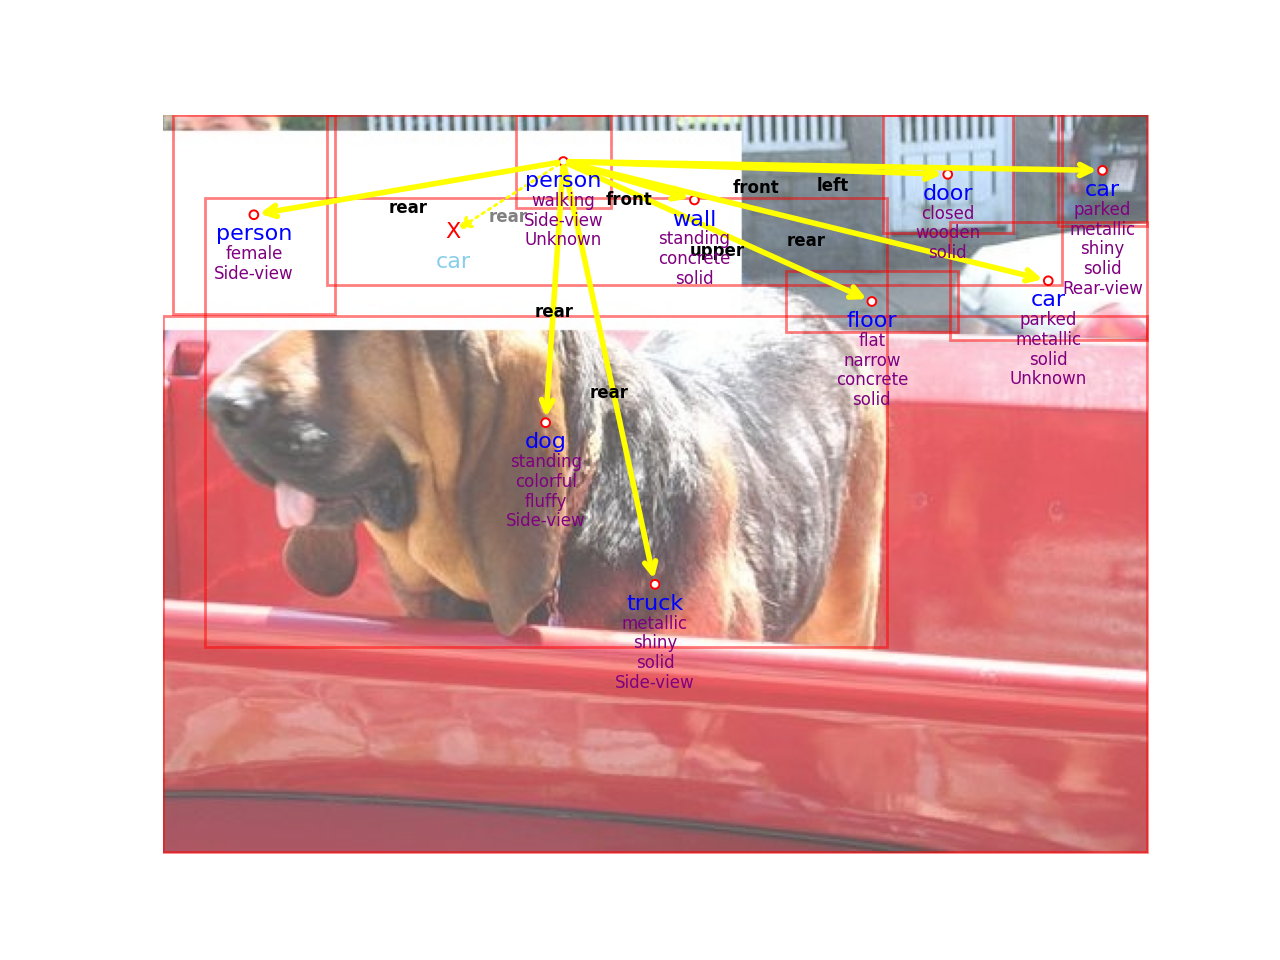 person
walking
Side-view
Unknown
rear
person
female
Side-view
rear
X
car
front
wall
standing
concrete
solid
front
left
door
closed
wooden
solid
car
parked
metallic
shiny
solid
Rear-view
upper
rear
floor
flat
narrow
concrete
solid
car
parked
metallic
solid
Unknown
rear
rear
dog
standing
colorful
fluffy
Side-view
truck
metallic
shiny
solid
Side-view